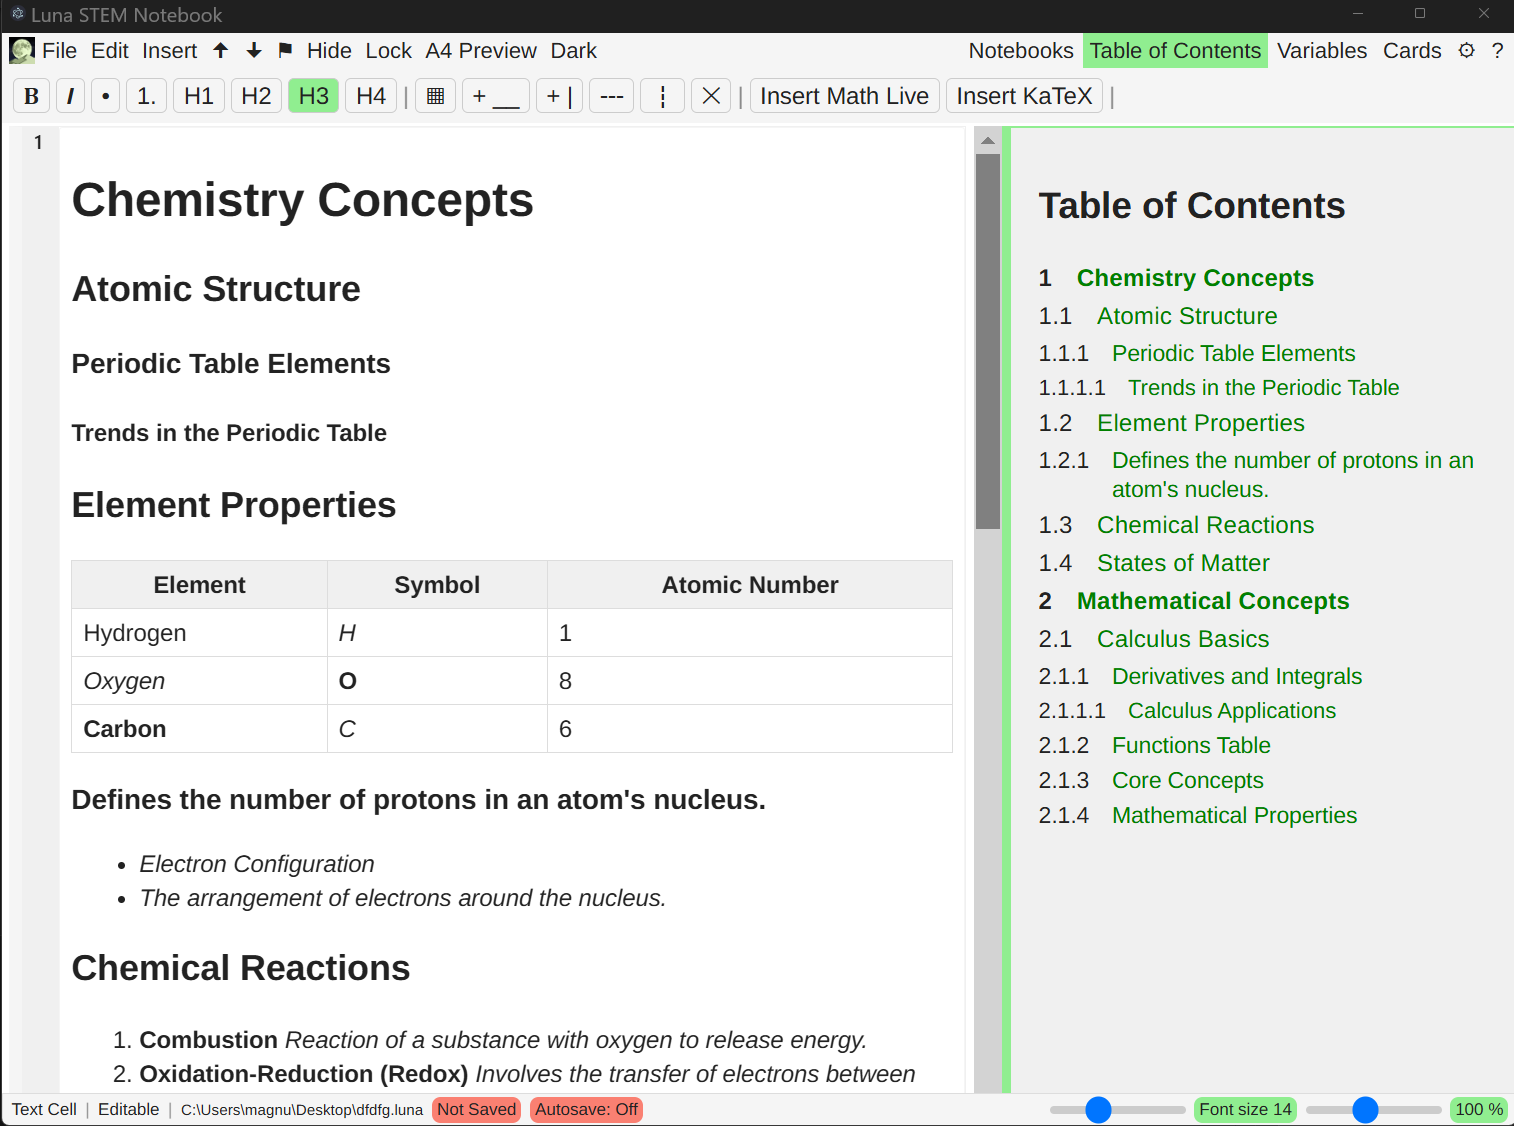 Luna STEM Notebook
File Edit Insert Hide Lock A4 Preview Dark Notebooks Table of Contents Variables Cards ?
B I • 1. H1 H2 H3 H4 | + __ + | --- ¦ | Insert Math Live Insert KaTeX |
1
Chemistry Concepts
Atomic Structure
Periodic Table Elements
Trends in the Periodic Table
Element Properties
Element Symbol Atomic Number
Hydrogen H 1
Oxygen O 8
Carbon C 6
Defines the number of protons in an atom's nucleus.
• Electron Configuration
• The arrangement of electrons around the nucleus.
Chemical Reactions
1. Combustion Reaction of a substance with oxygen to release energy.
2. Oxidation-Reduction (Redox) Involves the transfer of electrons between
Table of Contents
1 Chemistry Concepts
1.1 Atomic Structure
1.1.1 Periodic Table Elements
1.1.1.1 Trends in the Periodic Table
1.2 Element Properties
1.2.1 Defines the number of protons in an
atom's nucleus.
1.3 Chemical Reactions
1.4 States of Matter
2 Mathematical Concepts
2.1 Calculus Basics
2.1.1 Derivatives and Integrals
2.1.1.1 Calculus Applications
2.1.2 Functions Table
2.1.3 Core Concepts
2.1.4 Mathematical Properties
Text Cell | Editable | C:\Users\magnu\Desktop\dfdfg.luna Not Saved Autosave: Off Font size 14 100 %